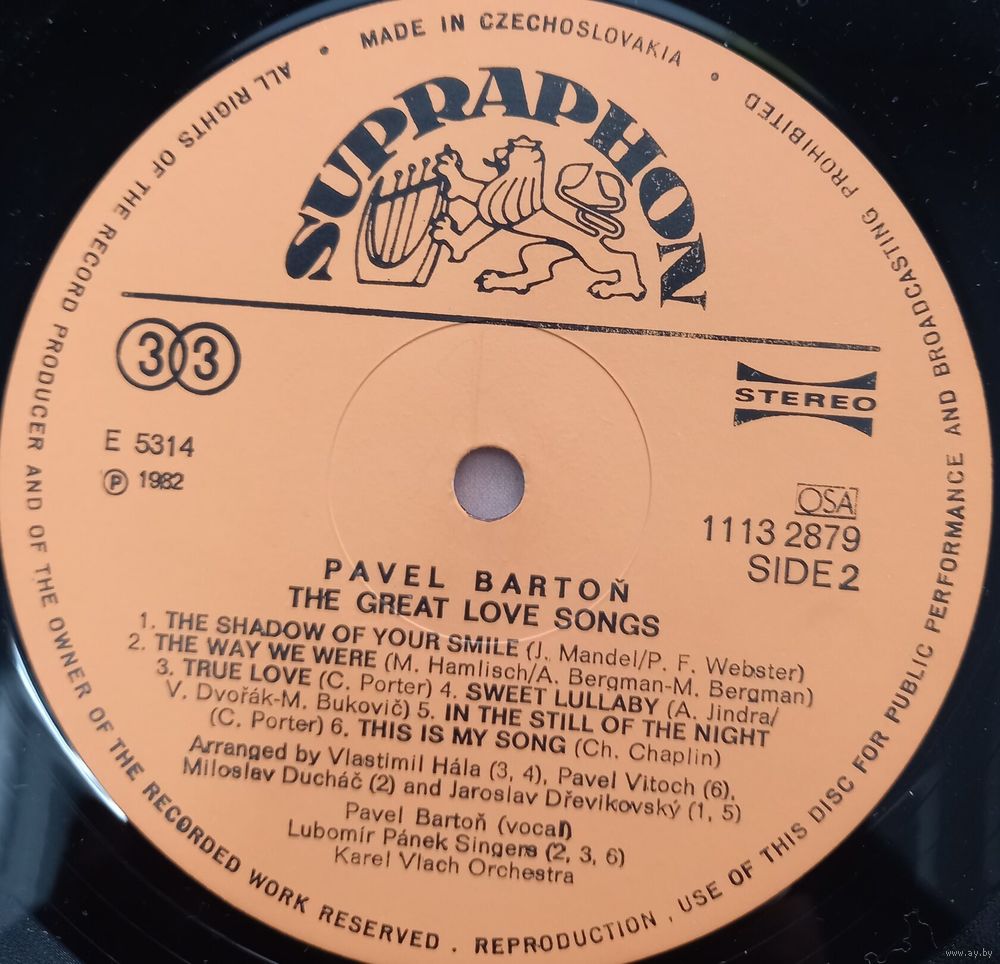 ALL RIGHTS OF THE RECORD PRODUCER AND OF THE OWNER OF THE RECORDED WORK RESERVED . REPRODUCTION , USE OF THIS DISC FOR PUBLIC PERFORMANCE AND BROADCASTING PROHIBITED
• MADE IN CZECHOSLOVAKIA •
SUPRAPHON
33
STEREO
E 5314
℗ 1982
OSA
1113 2879
SIDE 2
PAVEL BARTOŇ
THE GREAT LOVE SONGS
1. THE SHADOW OF YOUR SMILE (J. Mandel/P. F. Webster)
2. THE WAY WE WERE (M. Hamlisch/A. Bergman-M. Bergman)
3. TRUE LOVE (C. Porter) 4. SWEET LULLABY (A. Jindra/
V. Dvořák-M. Bukovič) 5. IN THE STILL OF THE NIGHT
(C. Porter) 6. THIS IS MY SONG (Ch. Chaplin)
Arranged by Vlastimil Hála (3, 4), Pavel Vitoch (6),
Miloslav Ducháč (2) and Jaroslav Dřevikovský (1, 5)
Pavel Bartoň (vocal)
Lubomír Pánek Singers (2, 3, 6)
Karel Vlach Orchestra
www.ay.by